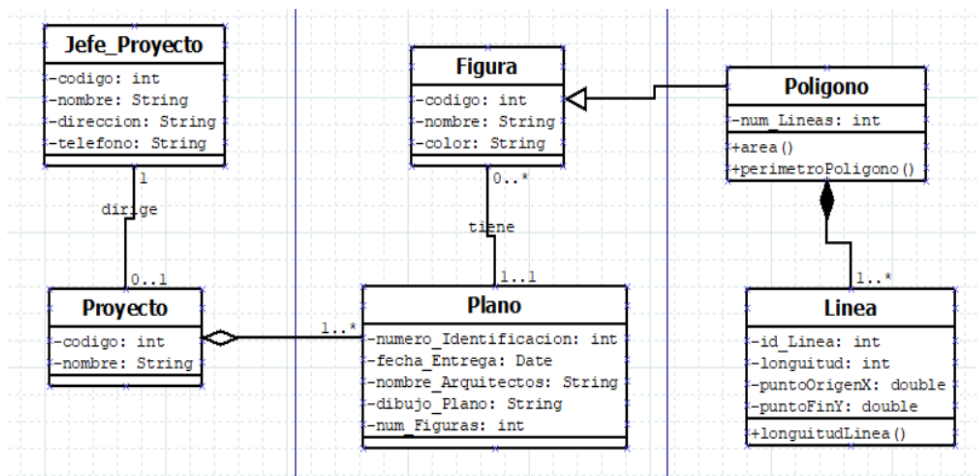 Jefe_Proyecto
-codigo: int
-nombre: String
-direccion: String
-telefono: String
1
dirige
0..1
Proyecto
-codigo: int
-nombre: String
1..*
Figura
-codigo: int
-nombre: String
-color: String
0..*
tiene
1..1
Plano
-numero_Identificacion: int
-fecha_Entrega: Date
-nombre_Arquitectos: String
-dibujo_Plano: String
-num_Figuras: int
Poligono
-num_Lineas: int
+area()
+perimetroPoligono()
1..*
Linea
-id_Linea: int
-longuitud: int
-puntoOrigenX: double
-puntoFinY: double
+longuitudLinea()